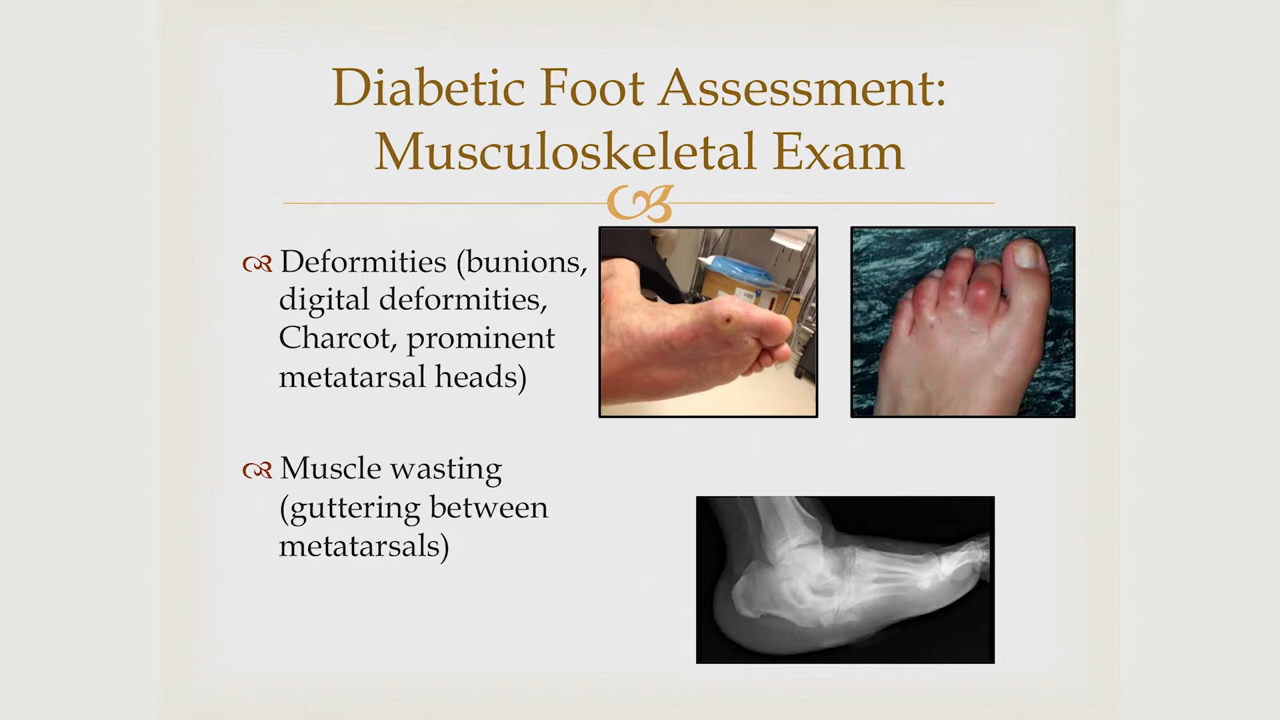 Diabetic Foot Assessment:
Musculoskeletal Exam
Deformities (bunions,
digital deformities,
Charcot, prominent
metatarsal heads)
Muscle wasting
(guttering between
metatarsals)